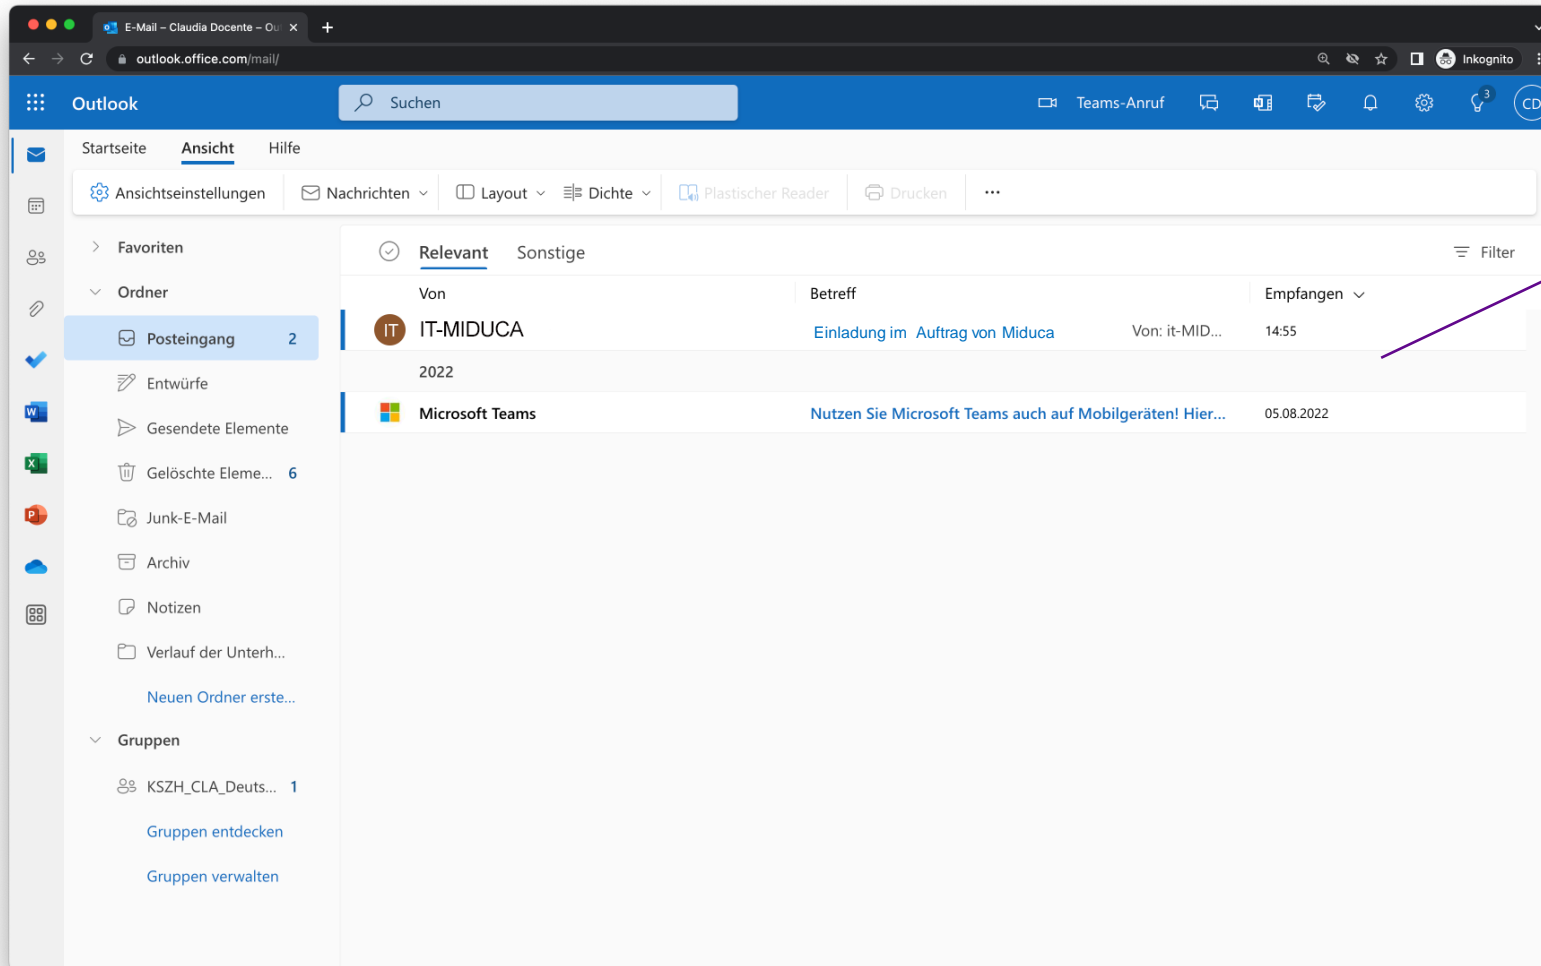 E-Mail – Claudia Docente – Ou
outlook.office.com/mail/
Inkognito
Outlook
Suchen
Teams-Anruf
3
CD
Startseite Ansicht Hilfe
Ansichtseinstellungen Nachrichten Layout Dichte Plastischer Reader Drucken ...
Favoriten
Ordner
Posteingang 2
Entwürfe
Gesendete Elemente
Gelöschte Eleme... 6
Junk-E-Mail
Archiv
Notizen
Verlauf der Unterh...
Neuen Ordner erste...
Gruppen
KSZH_CLA_Deuts... 1
Gruppen entdecken
Gruppen verwalten
Relevant Sonstige Filter
Von Betreff Empfangen
IT IT-MIDUCA Einladung im Auftrag von Miduca Von: it-MID... 14:55
2022
Microsoft Teams Nutzen Sie Microsoft Teams auch auf Mobilgeräten! Hier... 05.08.2022